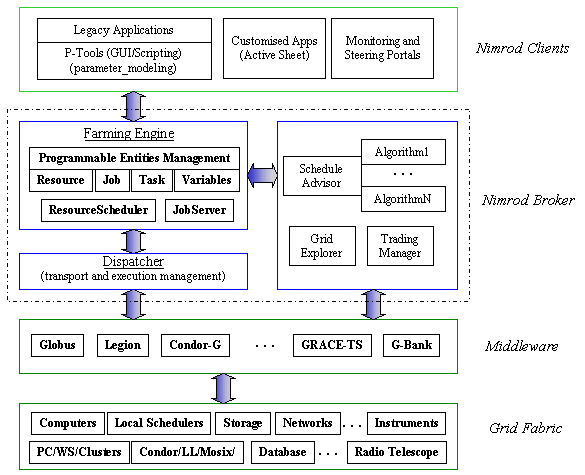 Legacy Applications
P-Tools (GUI/Scripting)
(parameter_modeling)
Customised Apps
(Active Sheet)
Monitoring and
Steering Portals
Nimrod Clients
Farming Engine
Programmable Entities Management
Resource
Job
Task
Variables
ResourceScheduler
JobServer
Dispatcher
(transport and execution management)
Schedule
Advisor
Algorithm1
. . .
AlgorithmN
Grid
Explorer
Trading
Manager
Nimrod Broker
Globus
Legion
Condor-G
. . .
GRACE-TS
G-Bank
Middleware
Computers
Local Schedulers
Storage
Networks
. . .
Instruments
PC/WS/Clusters
Condor/LL/Mosix/
Database
. . .
Radio Telescope
Grid Fabric